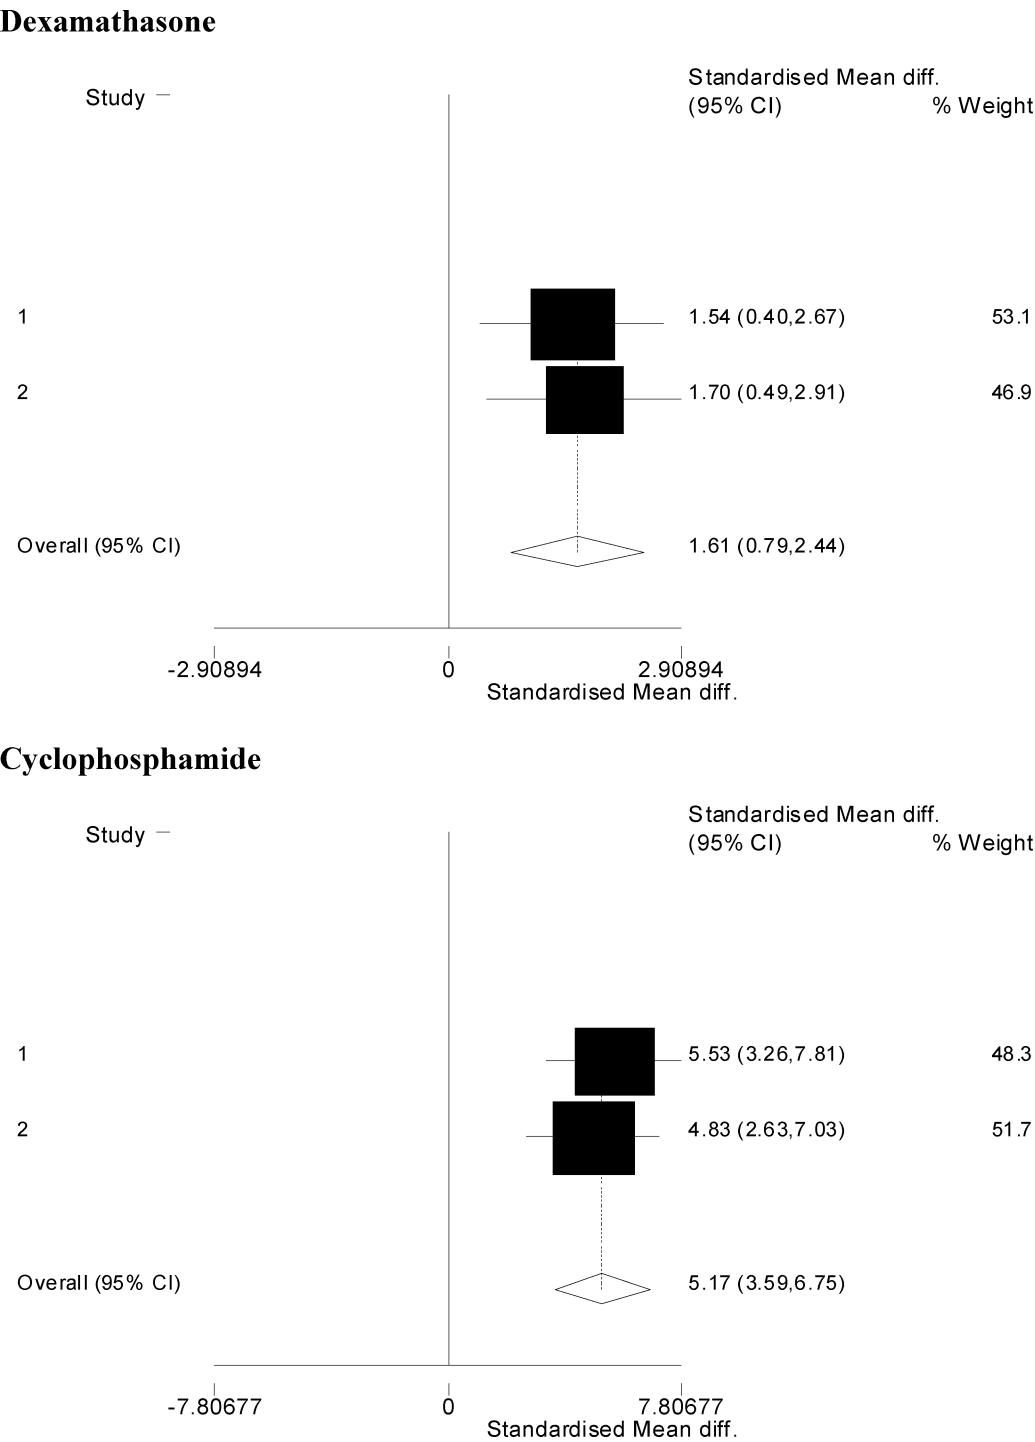 Dexamathasone
Standardised Mean diff.
Study (95% CI) % Weight
1 1.54 (0.40,2.67) 53.1
2 1.70 (0.49,2.91) 46.9
Overall (95% CI) 1.61 (0.79,2.44)
-2.90894 0 2.90894
Standardised Mean diff.
Cyclophosphamide
Standardised Mean diff.
Study (95% CI) % Weight
1 5.53 (3.26,7.81) 48.3
2 4.83 (2.63,7.03) 51.7
Overall (95% CI) 5.17 (3.59,6.75)
-7.80677 0 7.80677
Standardised Mean diff.